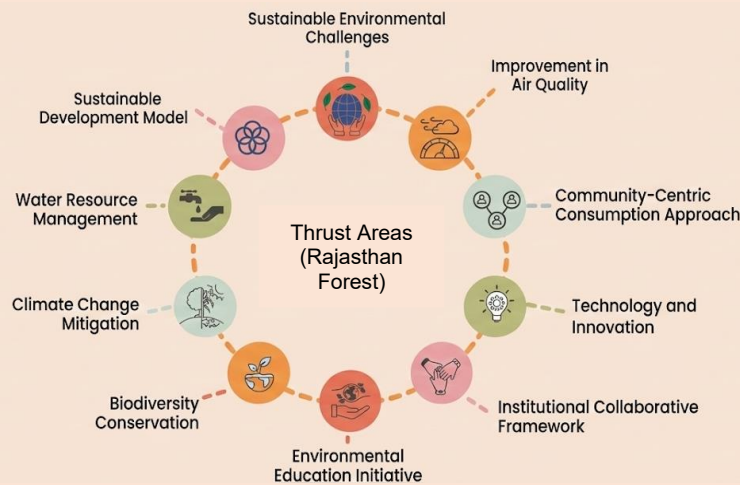 Sustainable Environmental
Challenges
Improvement in
Air Quality
Sustainable
Development Model
Water Resource
Management
Community-Centric
Consumption Approach
Thrust Areas
(Rajasthan
Forest)
Climate Change
Mitigation
Technology and
Innovation
Biodiversity
Conservation
Institutional Collaborative
Framework
Environmental
Education Initiative